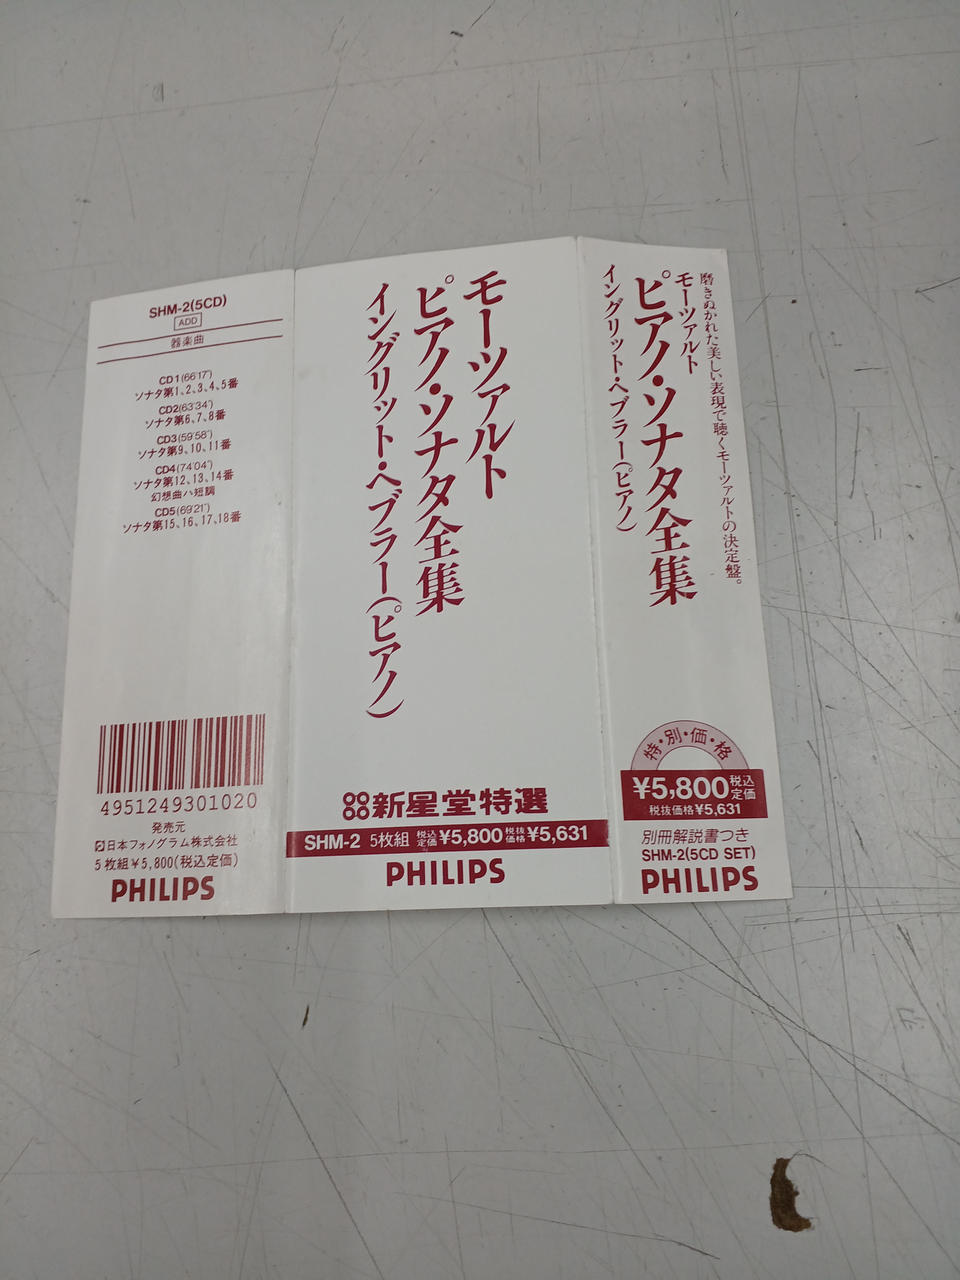 SHM-2(5CD)
ADD
器楽曲
CD1(66'17")
ソナタ第1、2、3、4、5番
CD2(63'34")
ソナタ第6、7、8番
CD3(59'58")
ソナタ第9、10、11番
CD4(74'04")
ソナタ第12、13、14番
幻想曲ハ短調
CD5(69'21")
ソナタ第15、16、17、18番
4951249301020
発売元
日本フォノグラム株式会社
5枚組¥5,800(税込定価)
PHILIPS
モーツァルト
ピアノ・ソナタ全集
イングリット・ヘブラー(ピアノ)
新星堂特選
SHM-2 5枚組 税込定価¥5,800 税抜価格¥5,631
PHILIPS
磨きぬかれた美しい表現で聴くモーツァルトの決定盤。
モーツァルト
ピアノ・ソナタ全集
イングリット・ヘブラー(ピアノ)
特・別・価・格
¥5,800税込定価
税抜価格¥5,631
別冊解説書つき
SHM-2(5CD SET)
PHILIPS